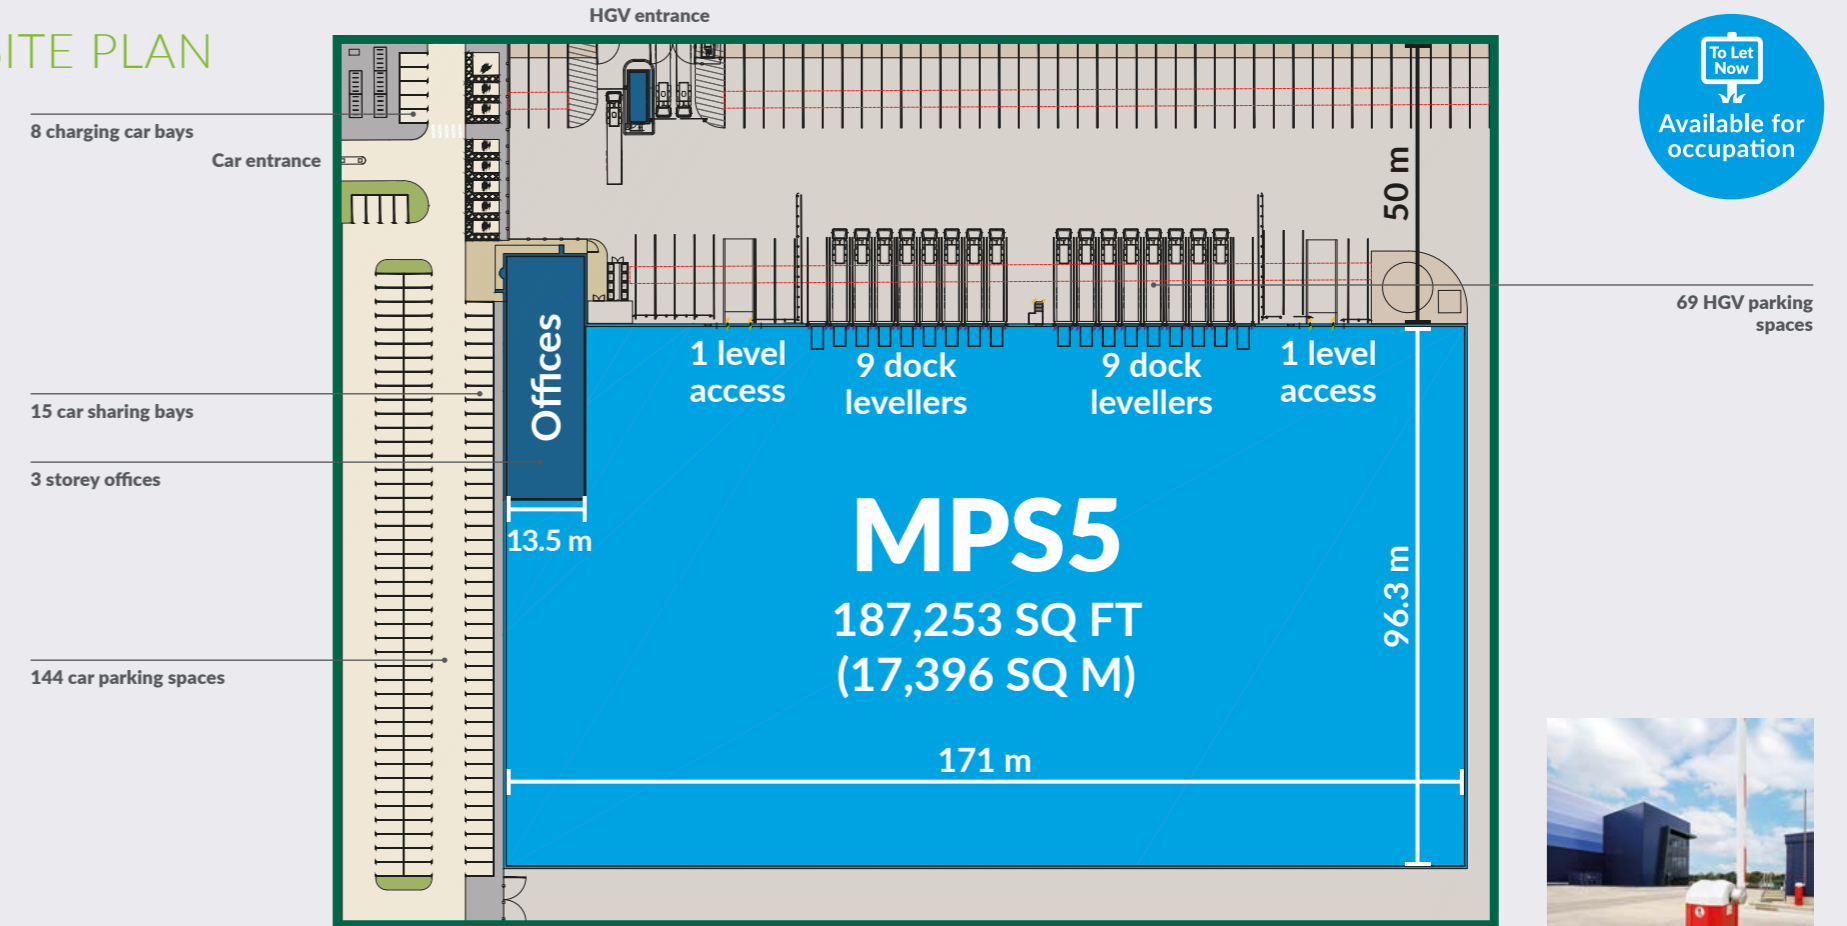 HGV entrance
SITE PLAN
To Let
Now
Available for
occupation
8 charging car bays
Car entrance
50 m
69 HGV parking
spaces
Offices
1 level
access
9 dock
levellers
9 dock
levellers
1 level
access
15 car sharing bays
3 storey offices
13.5 m
MPS5
187,253 SQ FT
(17,396 SQ M)
96.3 m
144 car parking spaces
171 m